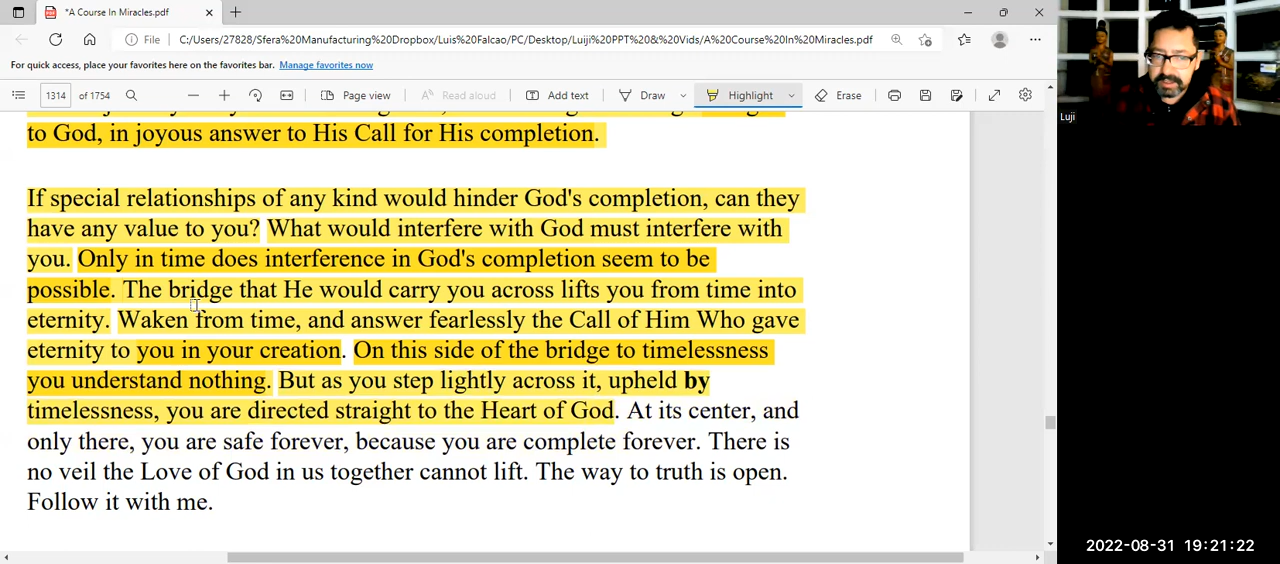 *A Course In Miracles.pdf
File
C:/Users/27828/Sfera%20Manufacturing%20Dropbox/Luis%20Falcao/PC/Desktop/Luiji%20PPT%20&%20Vids/A%20Course%20In%20Miracles.pdf
For quick access, place your favorites here on the favorites bar. Manage favorites now
1314 of 1754
Page view
Read aloud
Add text
Draw
Highlight
Erase
to God, in joyous answer to His Call for His completion.
If special relationships of any kind would hinder God's completion, can they
have any value to you? What would interfere with God must interfere with
you. Only in time does interference in God's completion seem to be
possible. The bridge that He would carry you across lifts you from time into
eternity. Waken from time, and answer fearlessly the Call of Him Who gave
eternity to you in your creation. On this side of the bridge to timelessness
you understand nothing. But as you step lightly across it, upheld by
timelessness, you are directed straight to the Heart of God. At its center, and
only there, you are safe forever, because you are complete forever. There is
no veil the Love of God in us together cannot lift. The way to truth is open.
Follow it with me.
Luji
2022-08-31 19:21:22